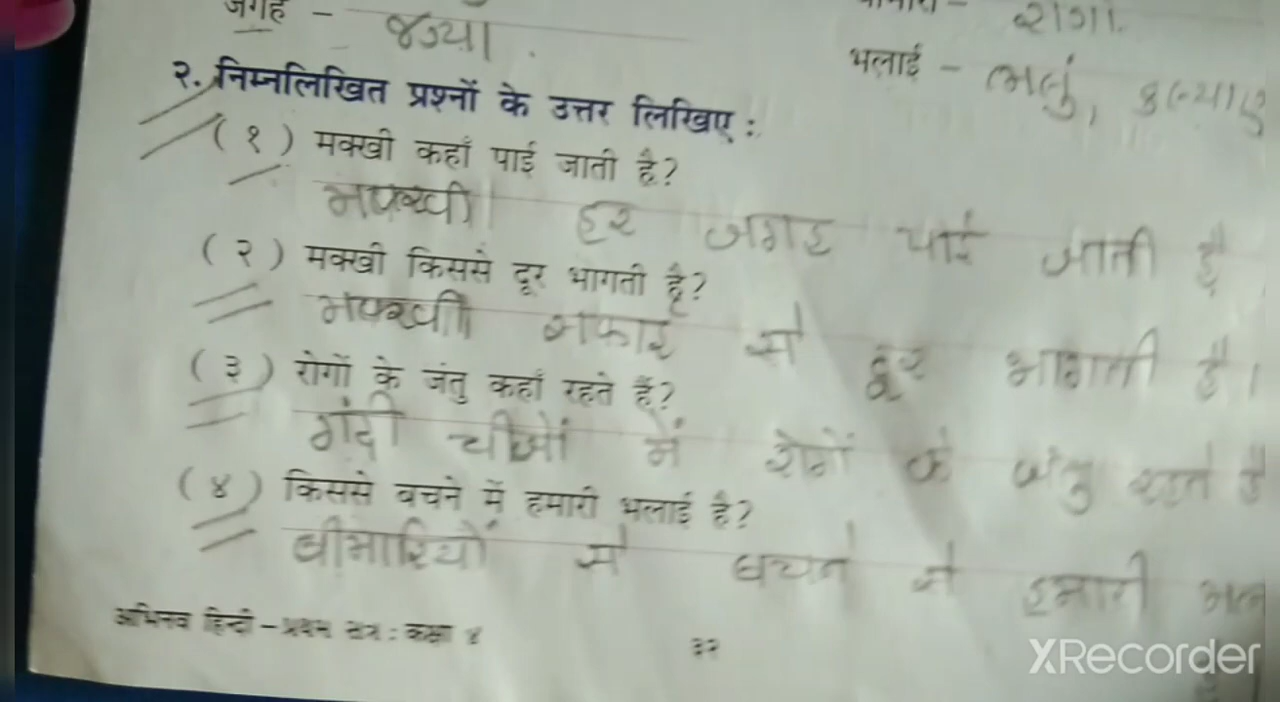 जगह - જગ્યા.
भलाई - ભલું,
२. निम्नलिखित प्रश्नों के उत्तर लिखिए :
(१) मक्खी कहाँ पाई जाती है?
मक्खी हर जगह पाई जाती है
(२) मक्खी किससे दूर भागती है?
मक्खी सफाई से दूर भागती है।
(३) रोगों के जंतु कहाँ रहते हैं?
गंदी चीजों में रोगों के जंतु रहते है
(४) किससे बचने में हमारी भलाई है?
बीमारियों से बचने में हमारी
अभिनव हिन्दी - प्रथम सत्र : कक्षा ४
३२
XRecorder